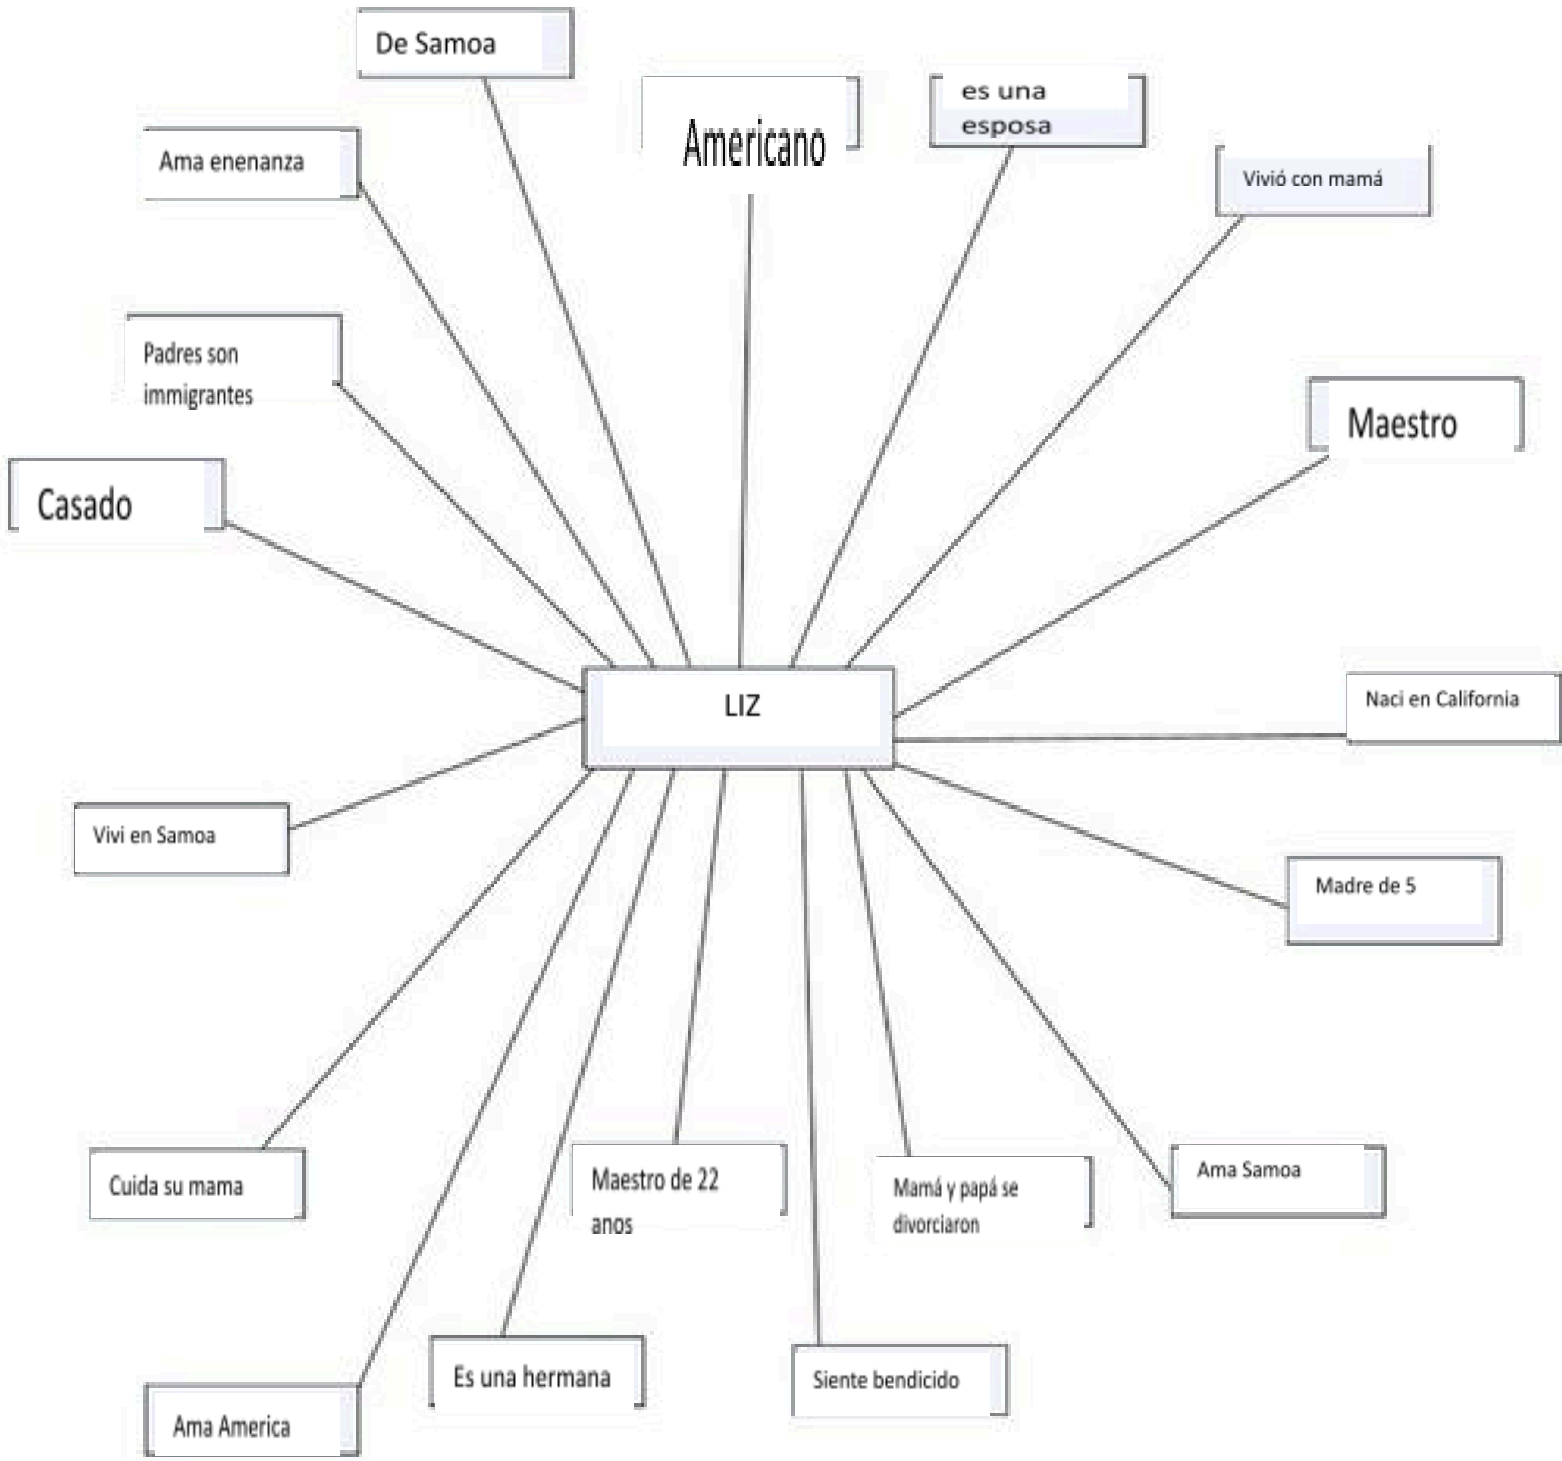 De Samoa
Americano
es una
esposa
Ama enenanza
Vivió con mamá
Padres son
immigrantes
Maestro
Casado
LIZ
Naci en California
Vivi en Samoa
Madre de 5
Cuida su mama
Maestro de 22
anos
Mamá y papá se
divorciaron
Ama Samoa
Es una hermana
Siente bendicido
Ama America